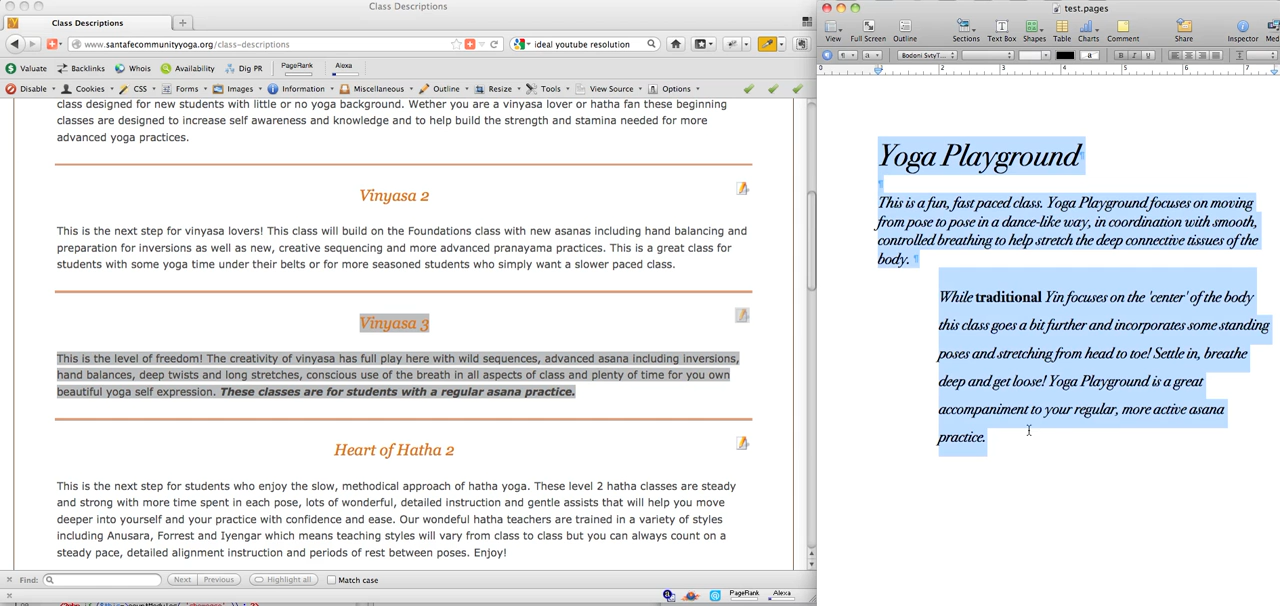 Class Descriptions
Class Descriptions
www.santafecommunityyoga.org/class-descriptions
ideal youtube resolution
Valuate Backlinks Whois Availability Dig PR PageRank Alexa
Disable Cookies CSS Forms Images Information Miscellaneous Outline Resize Tools View Source Options
class designed for new students with little or no yoga background. Wether you are a vinyasa lover or hatha fan these beginning
classes are designed to increase self awareness and knowledge and to help build the strength and stamina needed for more
advanced yoga practices.
Vinyasa 2
This is the next step for vinyasa lovers! This class will build on the Foundations class with new asanas including hand balancing and
preparation for inversions as well as new, creative sequencing and more advanced pranayama practices. This is a great class for
students with some yoga time under their belts or for more seasoned students who simply want a slower paced class.
Vinyasa 3
This is the level of freedom! The creativity of vinyasa has full play here with wild sequences, advanced asana including inversions,
hand balances, deep twists and long stretches, conscious use of the breath in all aspects of class and plenty of time for you own
beautiful yoga self expression. These classes are for students with a regular asana practice.
Heart of Hatha 2
This is the next step for students who enjoy the slow, methodical approach of hatha yoga. These level 2 hatha classes are steady
and strong with more time spent in each pose, lots of wonderful, detailed instruction and gentle assists that will help you move
deeper into yourself and your practice with confidence and ease. Our wondeful hatha teachers are trained in a variety of styles
including Anusara, Forrest and Iyengar which means teaching styles will vary from class to class but you can always count on a
steady pace, detailed alignment instruction and periods of rest between poses. Enjoy!
Find: Next Previous Highlight all Match case
PageRank Alexa
test.pages
View Full Screen Outline Sections Text Box Shapes Table Charts Comment Share Inspector Med
Bodoni SvtyT... a B I U
0 1 2 3 4 5 6 7
Yoga Playground
This is a fun, fast paced class. Yoga Playground focuses on moving
from pose to pose in a dance-like way, in coordination with smooth,
controlled breathing to help stretch the deep connective tissues of the
body.
While traditional Yin focuses on the 'center' of the body
this class goes a bit further and incorporates some standing
poses and stretching from head to toe! Settle in, breathe
deep and get loose! Yoga Playground is a great
accompaniment to your regular, more active asana
practice.